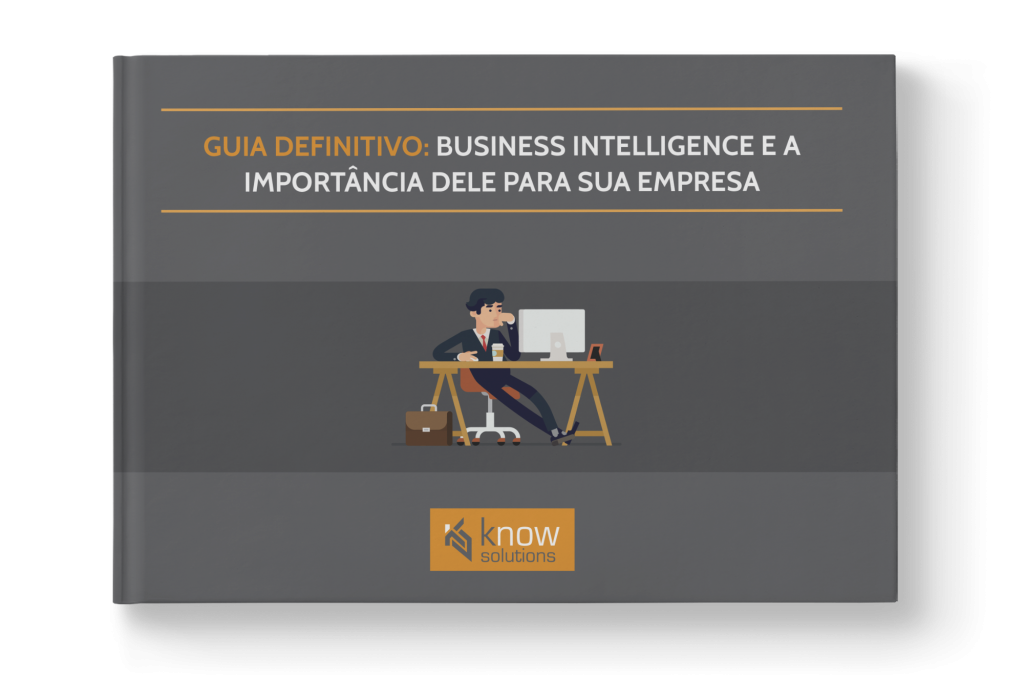 GUIA DEFINITIVO: BUSINESS INTELLIGENCE E A
IMPORTÂNCIA DELE PARA SUA EMPRESA
know
solutions